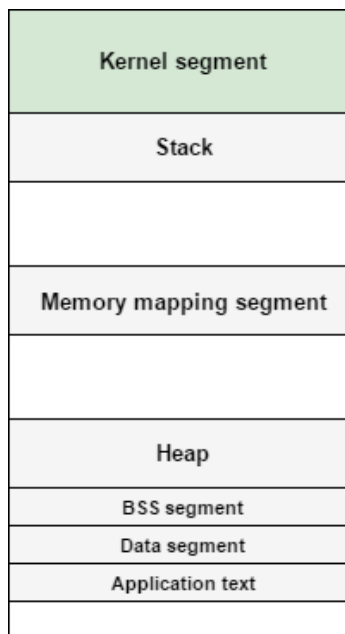 Kernel segment
Stack
Memory mapping segment
Heap
BSS segment
Data segment
Application text